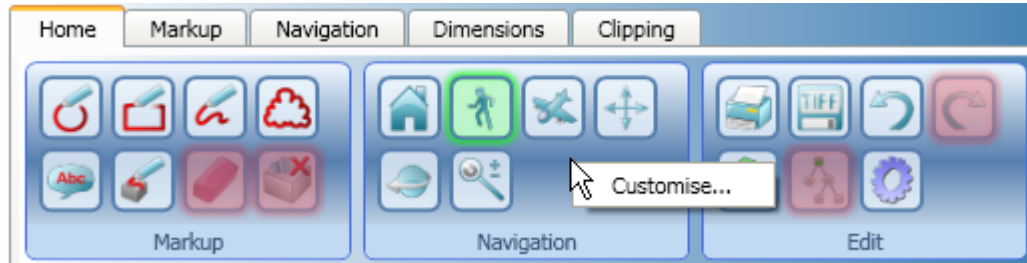 Home Markup Navigation Dimensions Clipping
TIFF
Abc
Customise...
Markup Navigation Edit